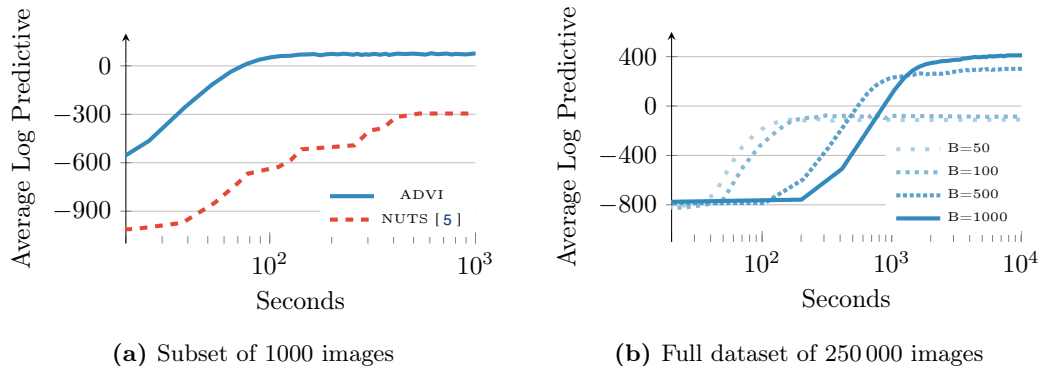 Average Log Predictive
0
−300
−600
−900
ADVI
NUTS [5]
10^2
10^3
Seconds
(a) Subset of 1000 images
Average Log Predictive
400
0
−400
−800
B=50
B=100
B=500
B=1000
10^2
10^3
10^4
Seconds
(b) Full dataset of 250 000 images